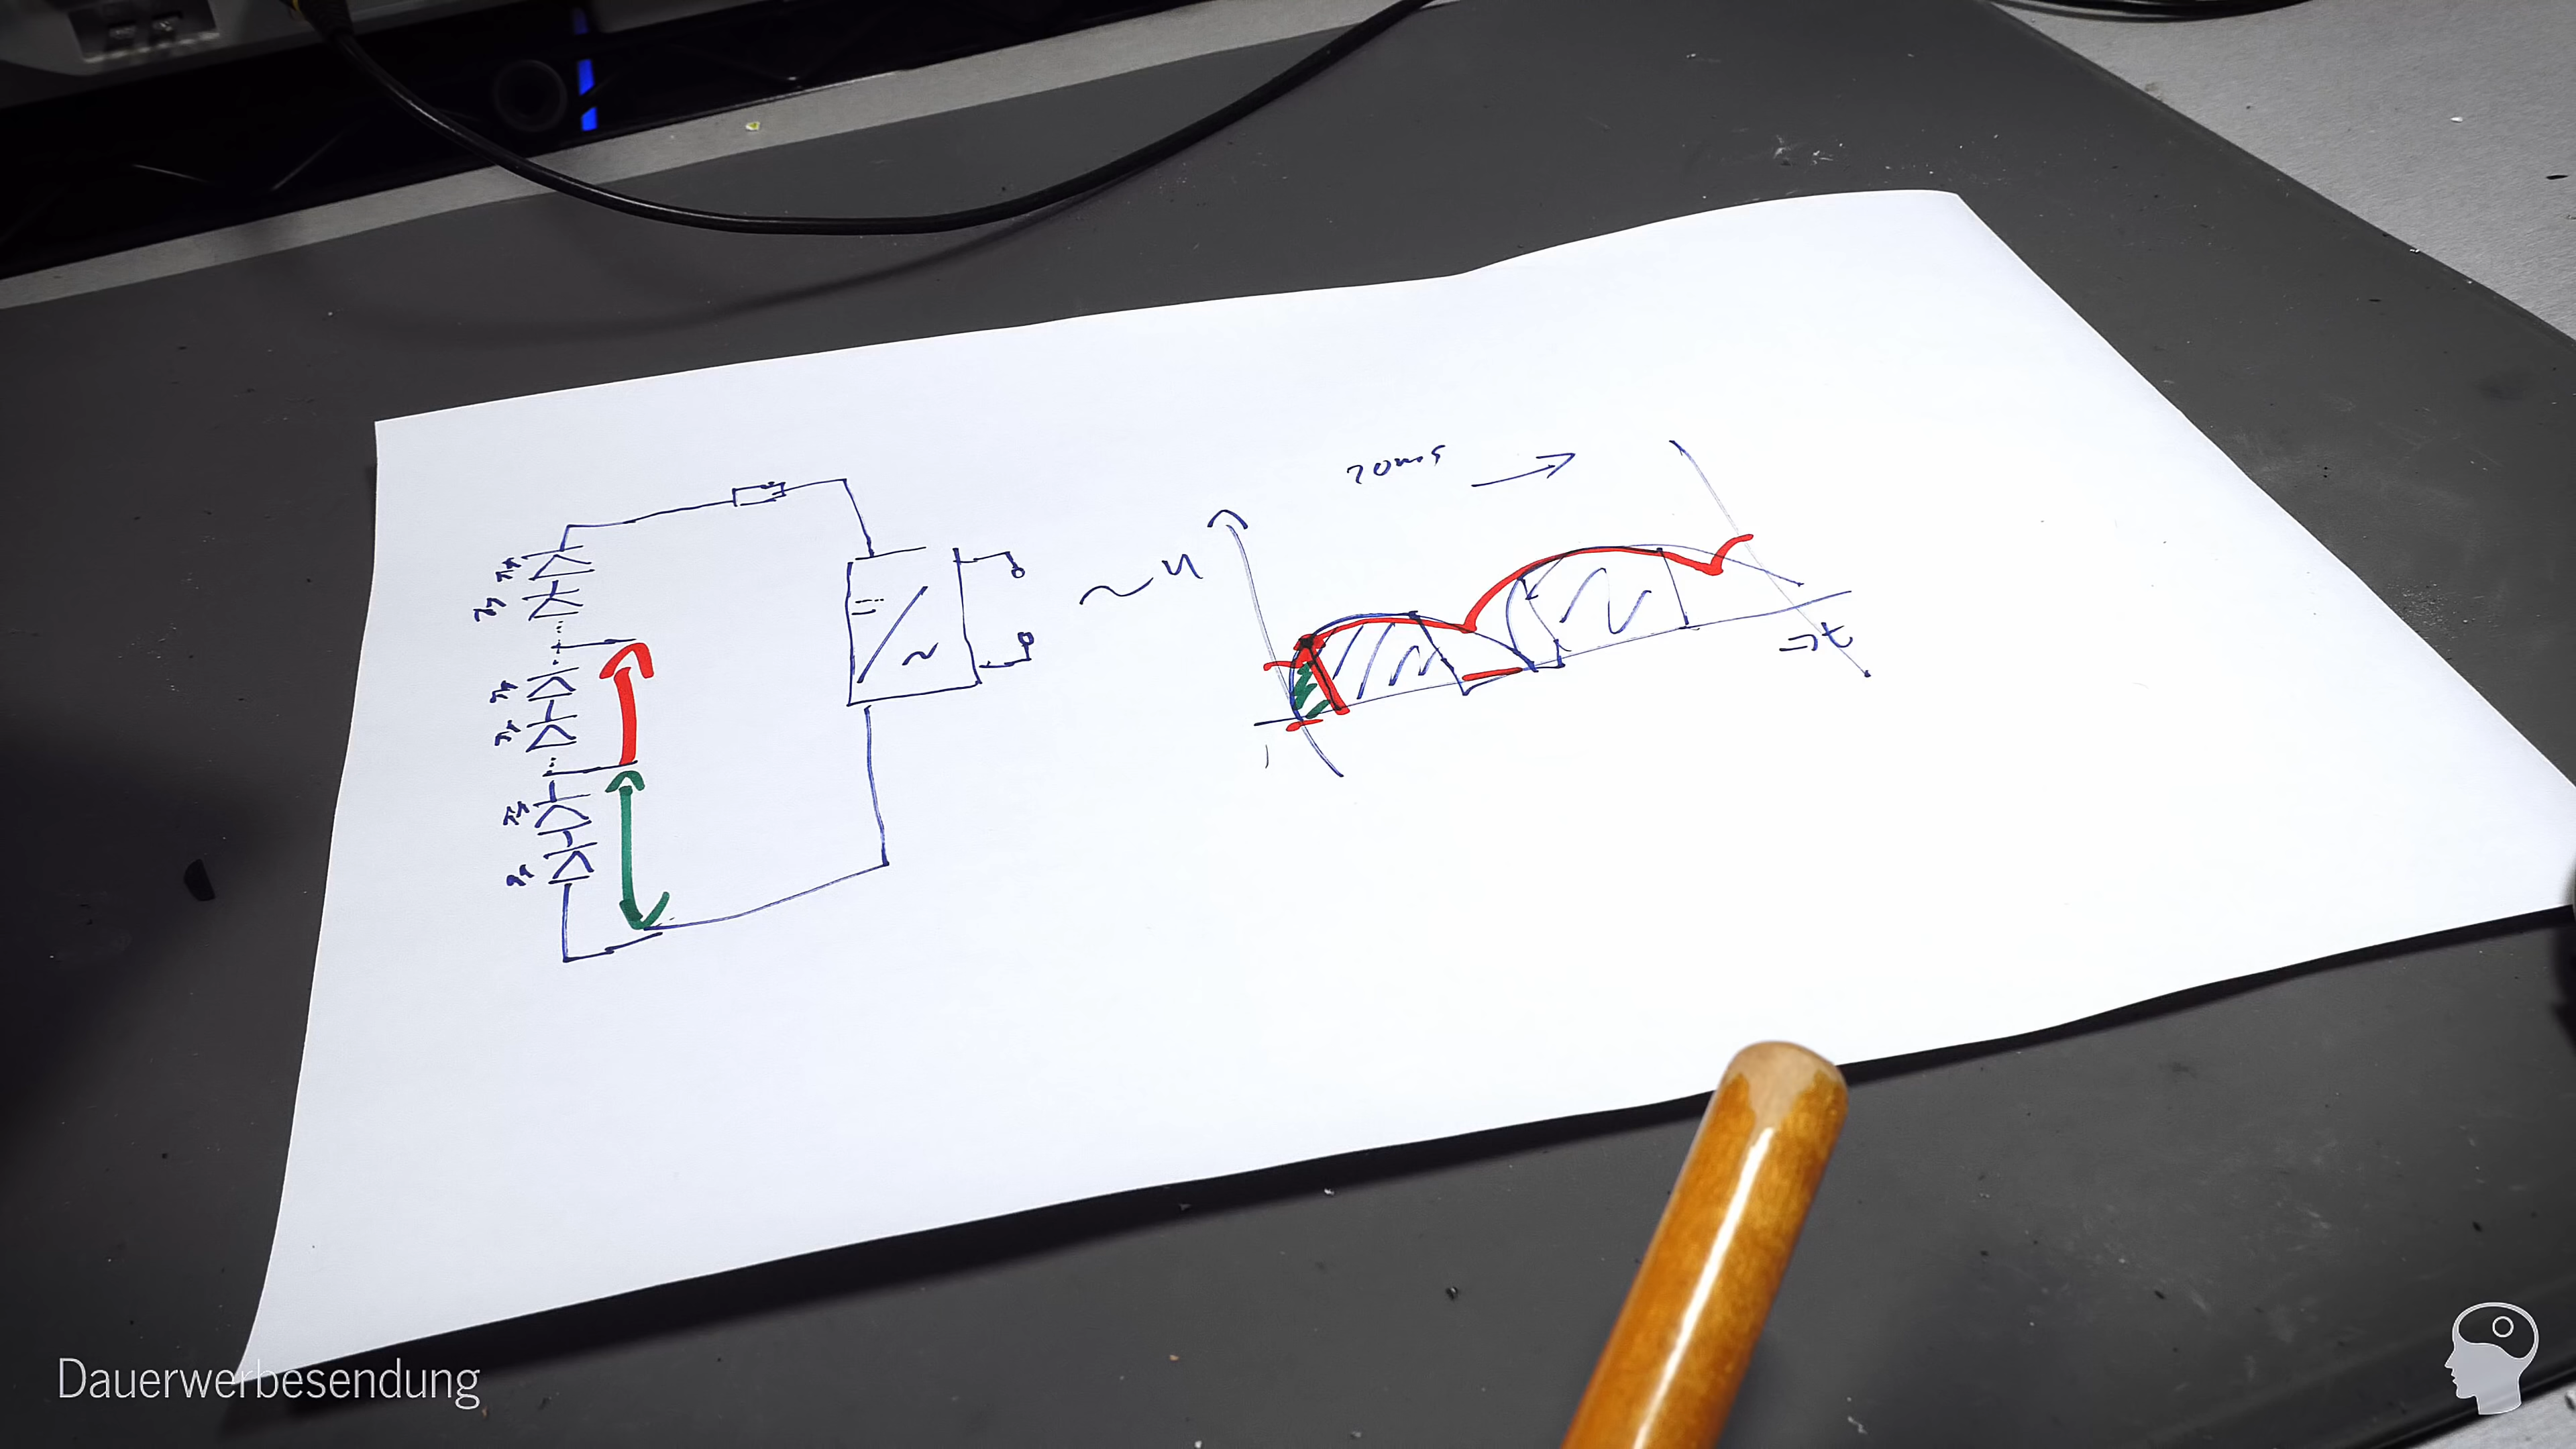 20ms
~ u
=
~
→ t
Dauerwerbesendung